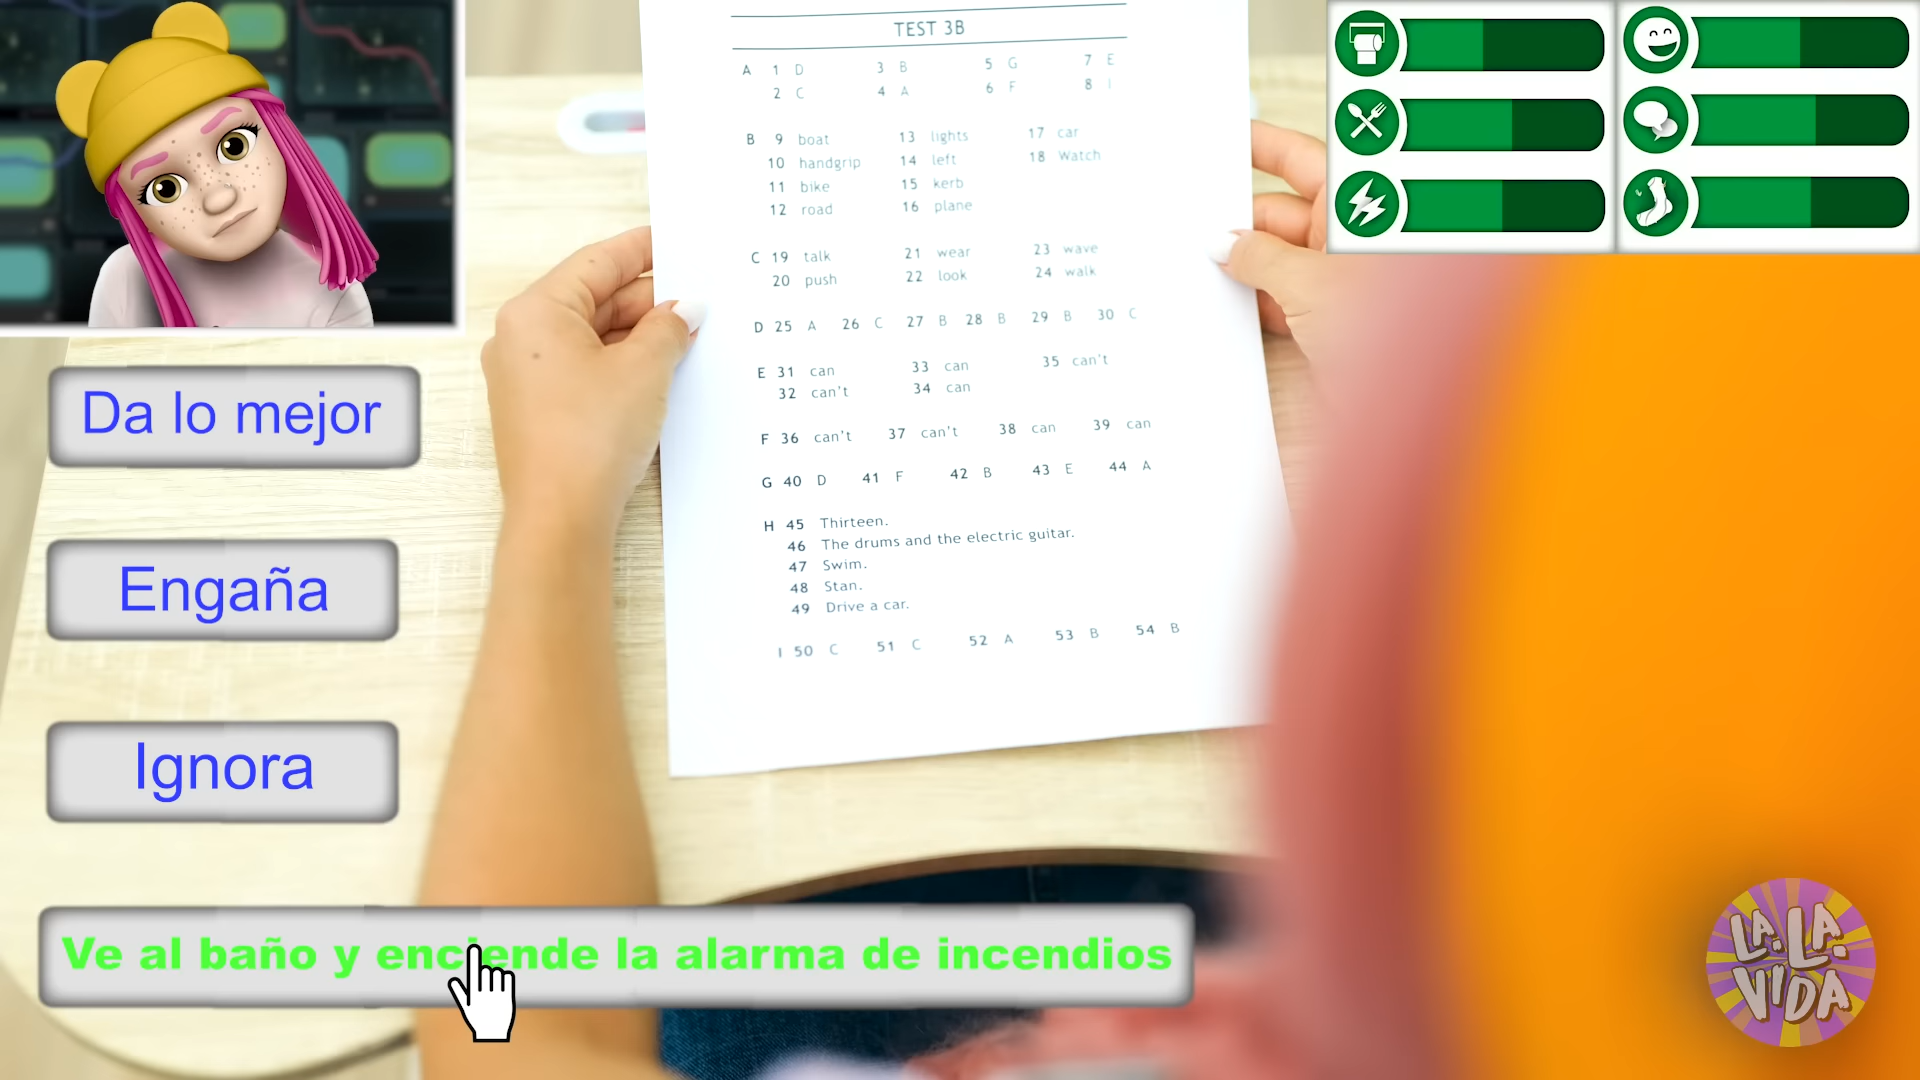 TEST 3B
A 1 D 3 B 5 G 7 E
2 C 4 A 6 F 8 I
B 9 boat 13 lights 17 car
10 handgrip 14 left 18 Watch
11 bike 15 kerb
12 road 16 plane
C 19 talk 21 wear 23 wave
20 push 22 look 24 walk
D 25 A 26 C 27 B 28 B 29 B 30 C
E 31 can 33 can 35 can't
32 can't 34 can
F 36 can't 37 can't 38 can 39 can
G 40 D 41 F 42 B 43 E 44 A
H 45 Thirteen.
46 The drums and the electric guitar.
47 Swim.
48 Stan.
49 Drive a car.
I 50 C 51 C 52 A 53 B 54 B
Da lo mejor
Engaña
Ignora
Ve al baño y enciende la alarma de incendios
LA.LA.
VIDA